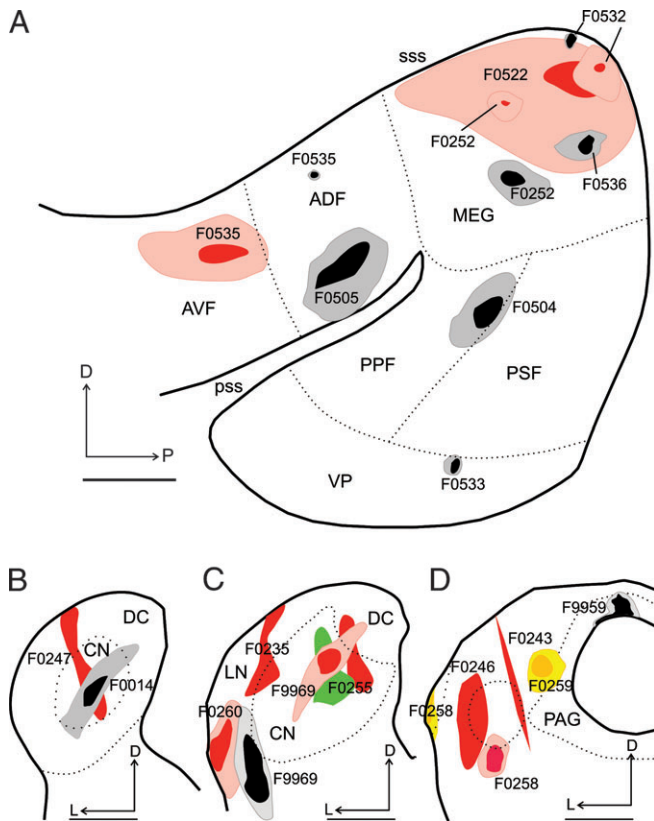 A
F0532
sss
F0522
F0535
F0252
F0536
ADF
F0252
MEG
F0535
F0505
F0504
AVF
PPF
PSF
D
pss
P
VP
F0533
B
C
D
DC
DC
F9959
CN
F0235
F0243
F0247
LN
F0246
F0014
F9969
F0255
F0259
F0260
F0258
PAG
CN
F0258
D
D
D
F9969
L
L
L